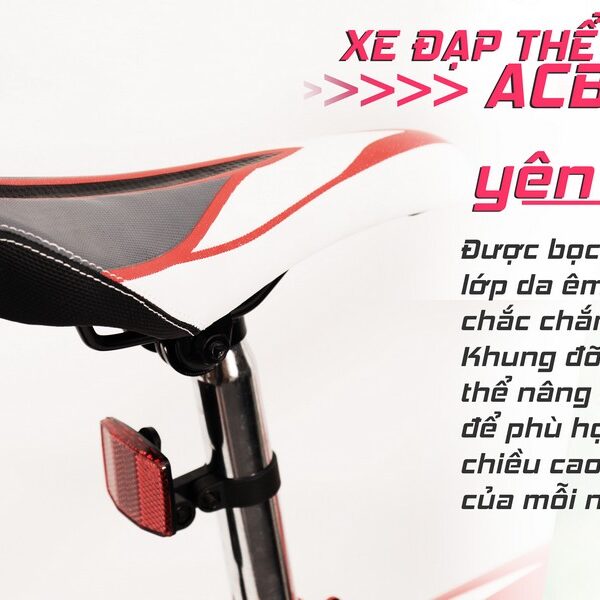 XE ĐẠP THỂ
>>>>>> ACB
yên
Được bọc
lớp da êm
chắc chắn
Khung đỡ
thể nâng
để phù hợ
chiều cao
của mỗi n